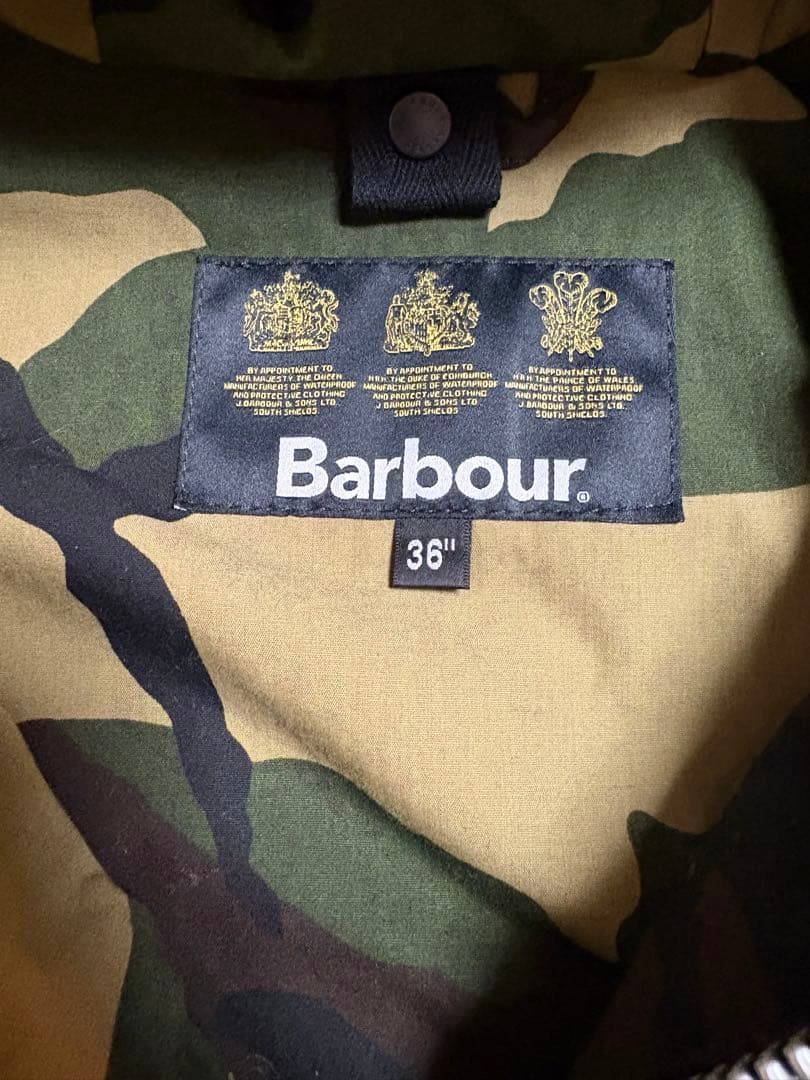 BY APPOINTMENT TO
HER MAJESTY THE QUEEN
MANUFACTURERS OF WATERPROOF
AND PROTECTIVE CLOTHING
J. BARBOUR & SONS LTD.
SOUTH SHIELDS.
BY APPOINTMENT TO
H.R.H. THE DUKE OF EDINBURGH
MANUFACTURERS OF WATERPROOF
AND PROTECTIVE CLOTHING
J. BARBOUR & SONS LTD.
SOUTH SHIELDS.
BY APPOINTMENT TO
H.R.H. THE PRINCE OF WALES.
MANUFACTURERS OF WATERPROOF
AND PROTECTIVE CLOTHING
J. BARBOUR & SONS LTD.
SOUTH SHIELDS.
Barbour®
36"